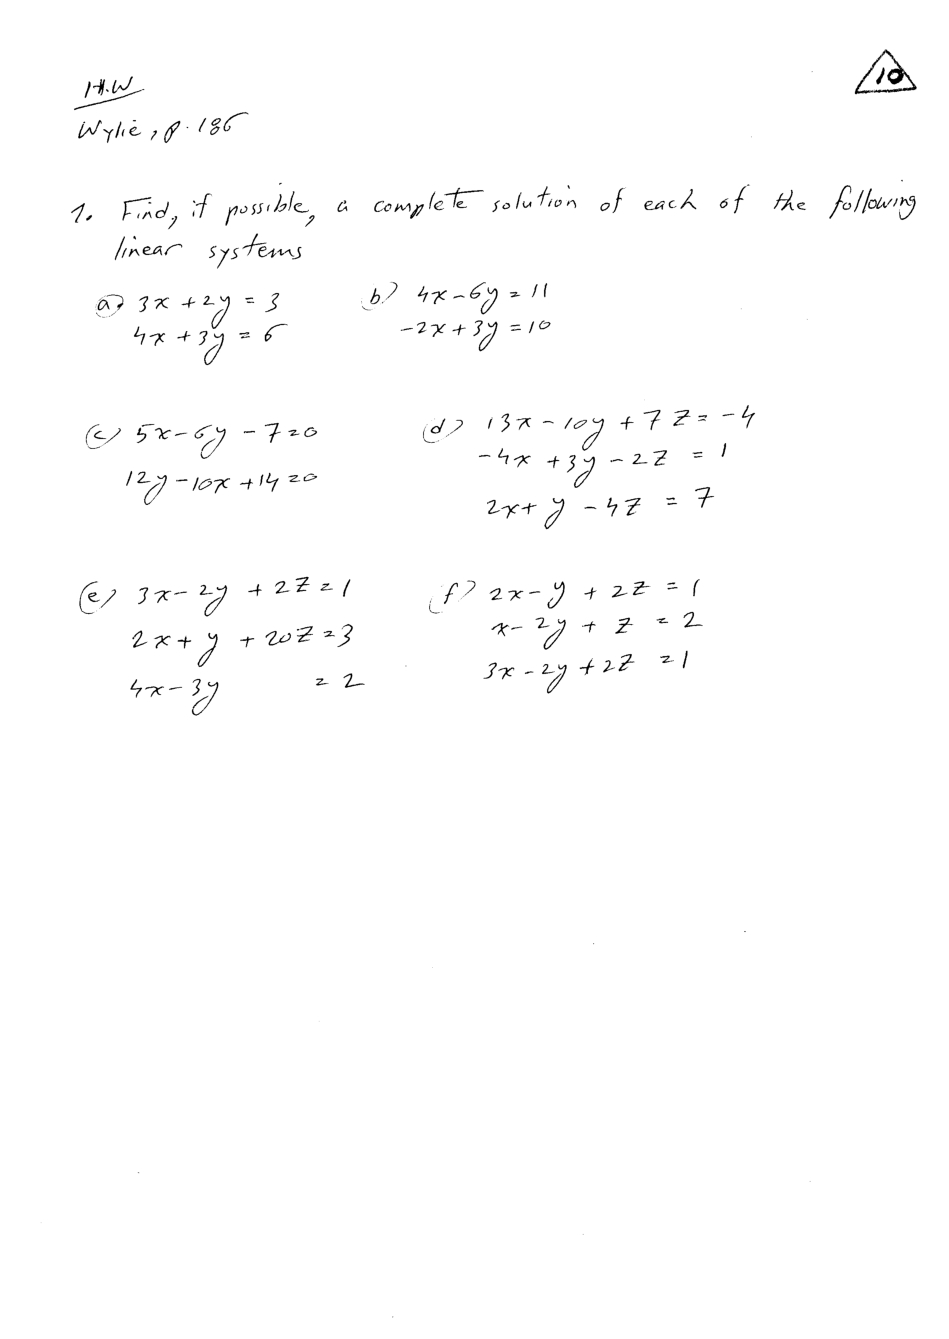 H.W
10
Wylie, p. 186
1. Find, if possible, a complete solution of each of the following
linear systems
a) 3x + 2y = 3
4x + 3y = 6
b) 4x - 6y = 11
-2x + 3y = 10
(c) 5x - 6y - 7 = 0
12y - 10x + 14 = 0
(d) 13x - 10y + 7z = -4
-4x + 3y - 2z = 1
2x + y - 4z = 7
(e) 3x - 2y + 2z = 1
2x + y + 20z = 3
4x - 3y = 2
(f) 2x - y + 2z = 1
x - 2y + z = 2
3x - 2y + 2z = 1